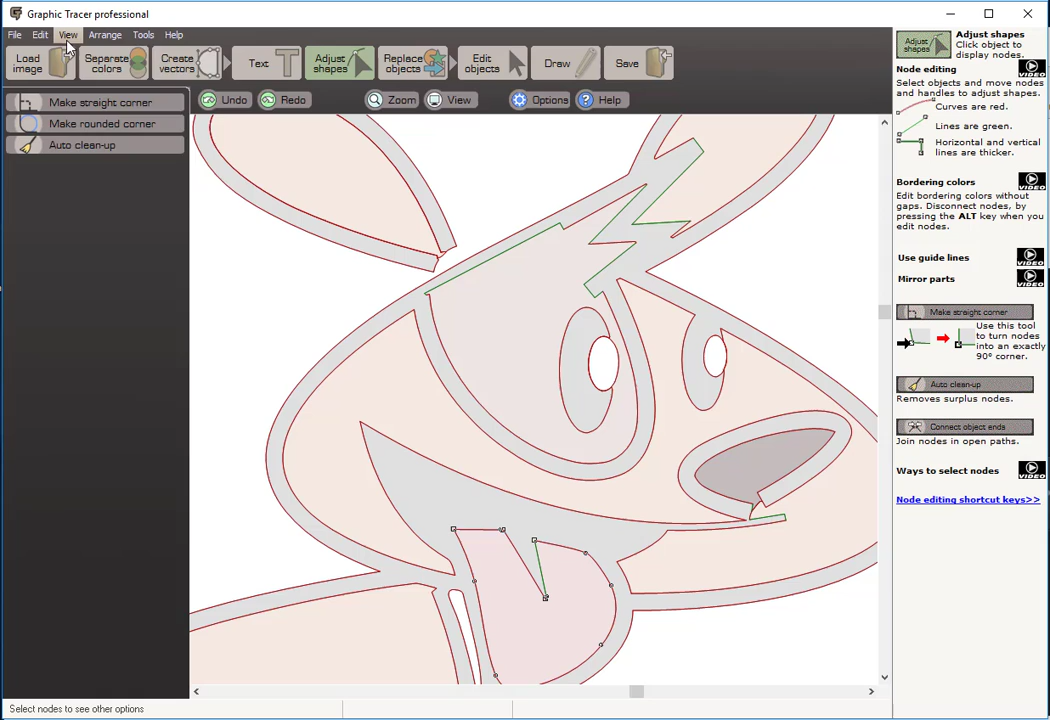 Graphic Tracer professional
File Edit View Arrange Tools Help
Load image
Separate colors
Create vectors
Text
Adjust shapes
Replace objects
Edit objects
Draw
Save
Undo Redo Zoom View Options Help
Make straight corner
Make rounded corner
Auto clean-up
Adjust shapes
Adjust shapes
Click object to
display nodes.
Node editing
VIDEO
Select objects and move nodes
and handles to adjust shapes.
Curves are red.
Lines are green.
Horizontal and vertical
lines are thicker.
Bordering colors
VIDEO
Edit bordering colors without
gaps. Disconnect nodes, by
pressing the ALT key when you
edit nodes.
Use guide lines
VIDEO
Mirror parts
VIDEO
Make straight corner
Use this tool
to turn nodes
into an exactly
90° corner.
Auto clean-up
Removes surplus nodes.
Connect object ends
Join nodes in open paths.
Ways to select nodes
VIDEO
Node editing shortcut keys>>
Select nodes to see other options